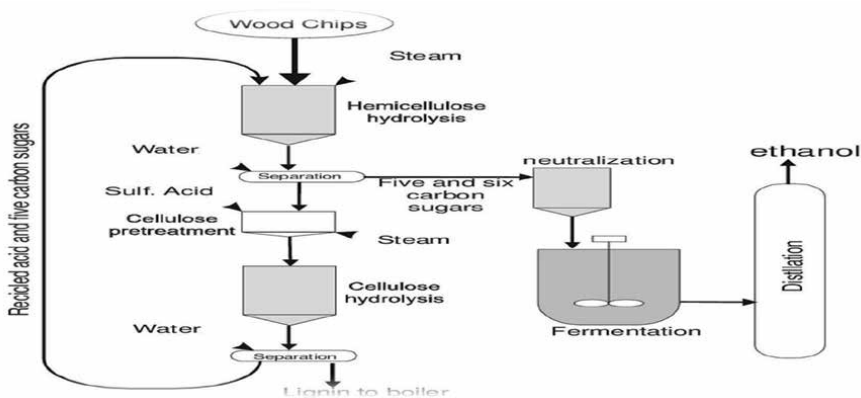 Wood Chips
Steam
Hemicellulose
hydrolysis
Water
Separation
Sulf. Acid
Five and six
carbon
sugars
neutralization
ethanol
Cellulose
pretreatment
Steam
Cellulose
hydrolysis
Water
Separation
Lignin to boiler
Fermentation
Distllation
Recicled acid and five carbon sugars